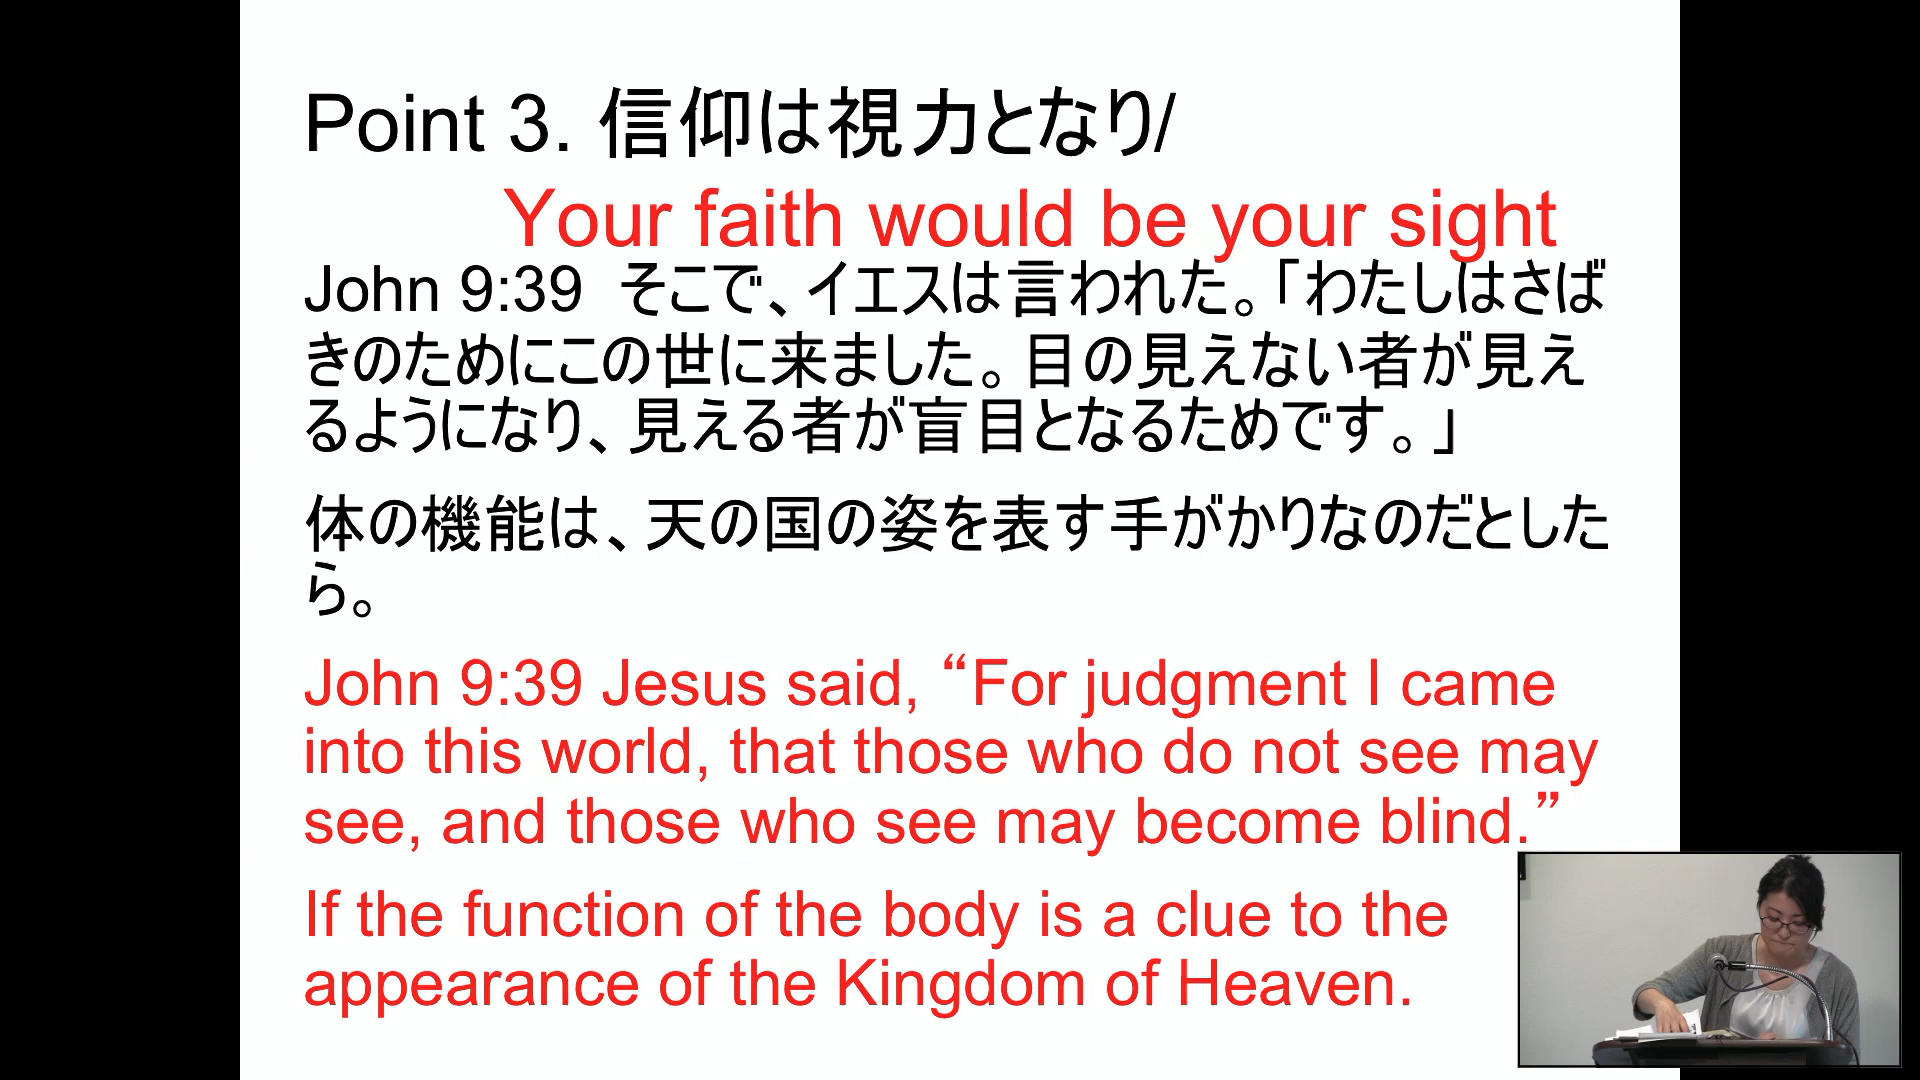 Point 3. 信仰は視力となり/
Your faith would be your sight
John 9:39 そこで、イエスは言われた。「わたしはさば
きのためにこの世に来ました。目の見えない者が見え
るようになり、見える者が盲目となるためです。」
体の機能は、天の国の姿を表す手がかりなのだとした
ら。
John 9:39 Jesus said, “For judgment I came
into this world, that those who do not see may
see, and those who see may become blind.”
If the function of the body is a clue to the
appearance of the Kingdom of Heaven.